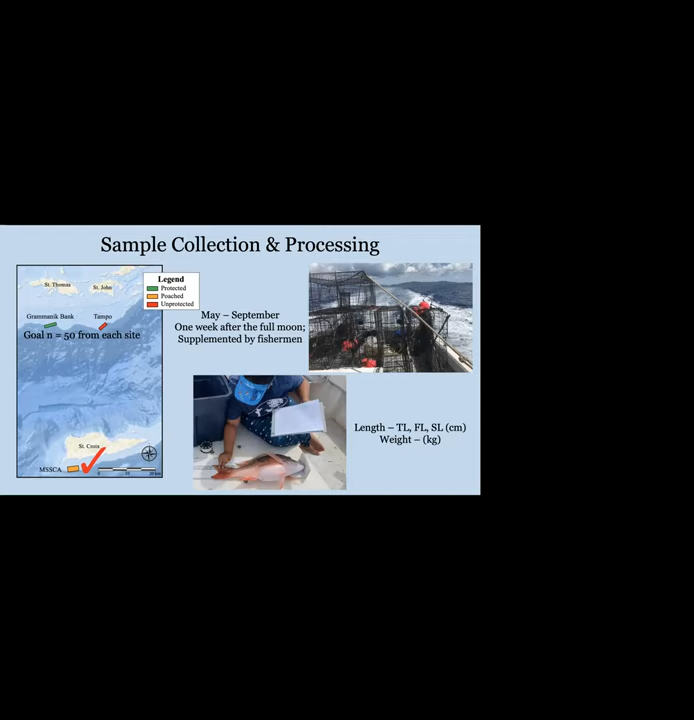 Sample Collection & Processing
St. Thomas
St. John
Legend
Protected
Poached
Unprotected
Grammanik Bank
Tampo
Goal n = 50 from each site
May – September
One week after the full moon;
Supplemented by fishermen
Length – TL, FL, SL (cm)
Weight – (kg)
St. Croix
MSSCA